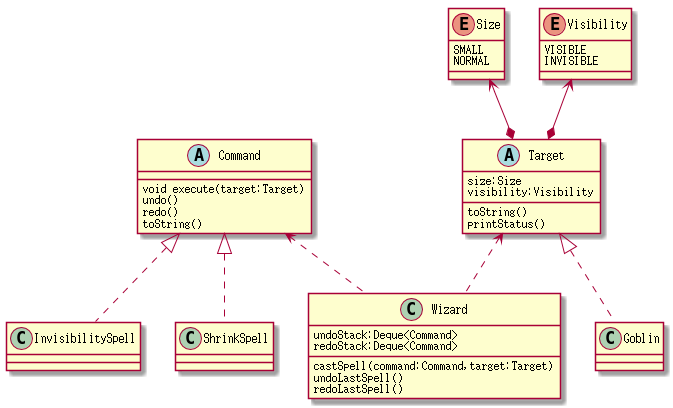 E Size
SMALL
NORMAL
E Visibility
VISIBLE
INVISIBLE
A Command
void execute(target:Target)
undo()
redo()
toString()
A Target
size:Size
visibility:Visibility
toString()
printStatus()
C InvisibilitySpell
C ShrinkSpell
C Wizard
undoStack:Deque<Command>
redoStack:Deque<Command>
castSpell(command:Command,target:Target)
undoLastSpell()
redoLastSpell()
C Goblin